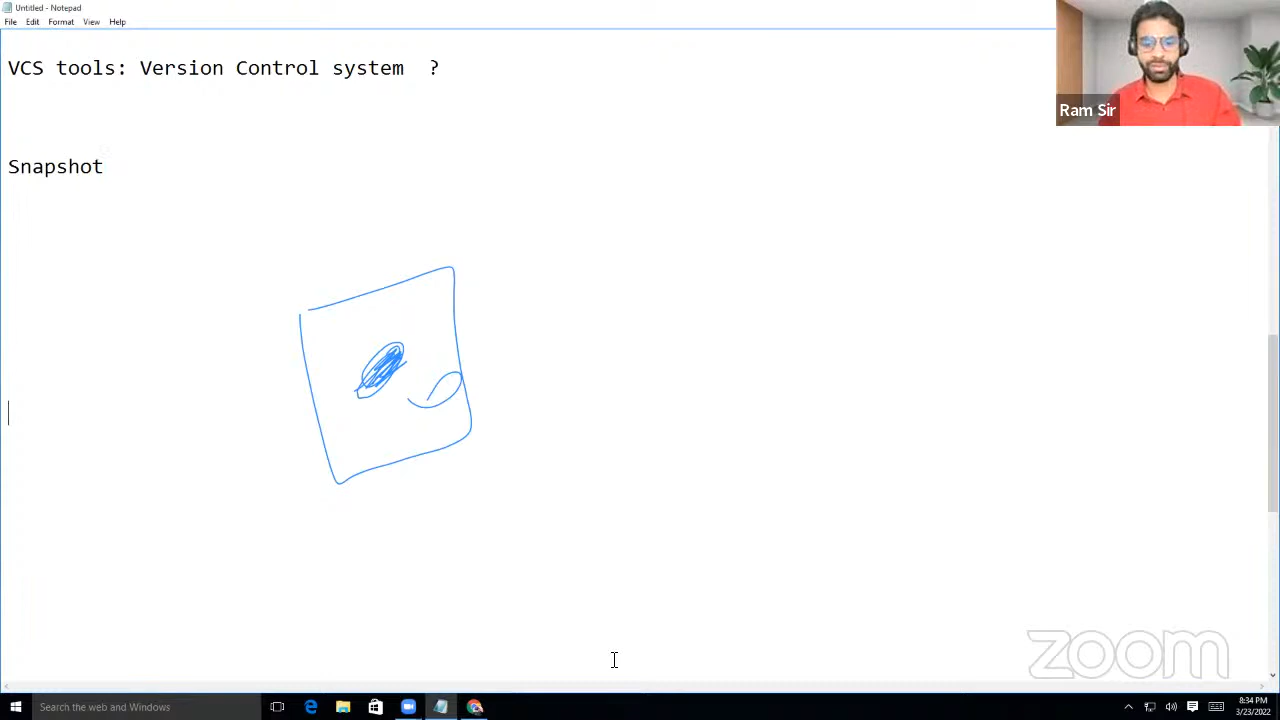 Untitled - Notepad
File Edit Format View Help
VCS tools: Version Control system ?
Ram Sir
Snapshot
zoom
Search the web and Windows
8:34 PM
3/23/2022